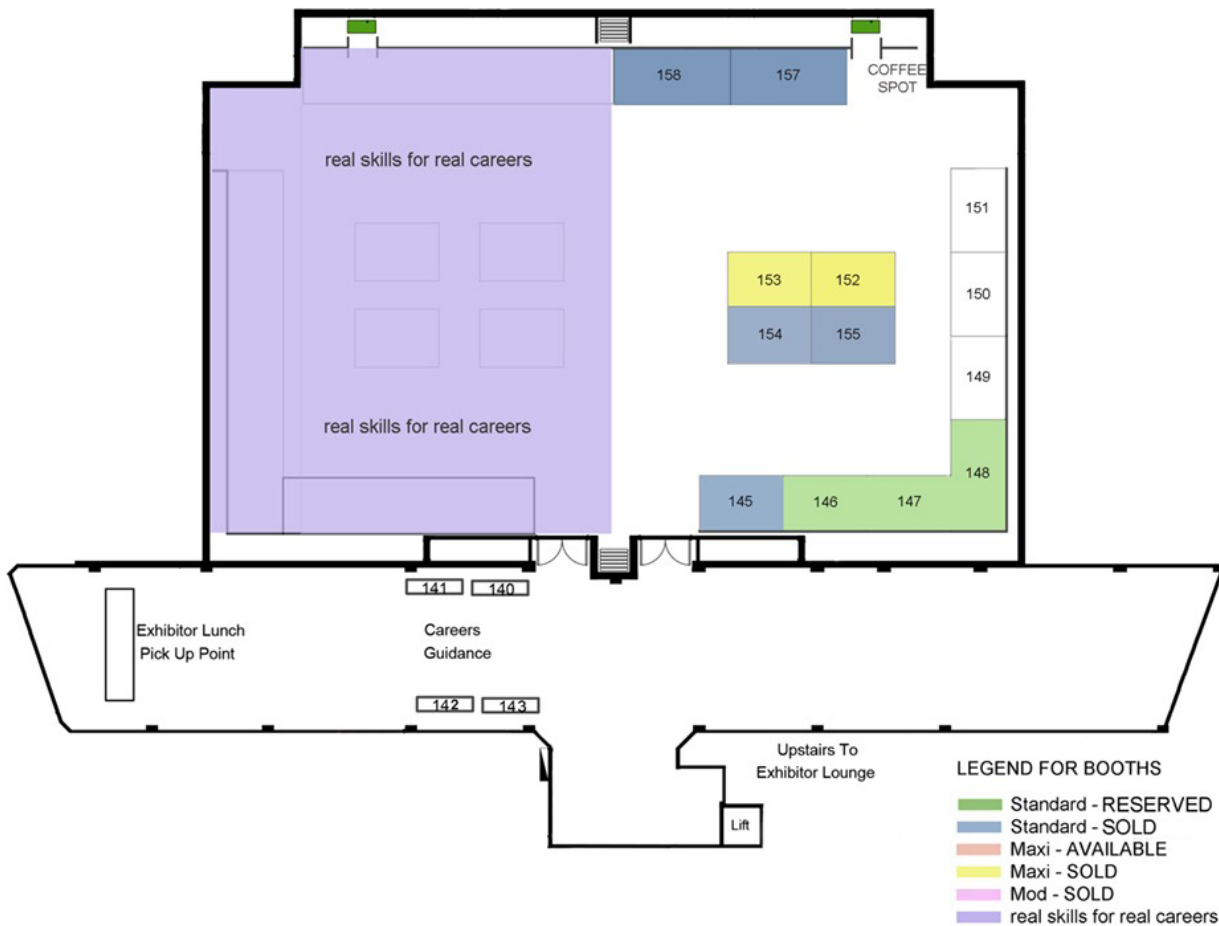 158
157
COFFEE
SPOT
real skills for real careers
151
153
152
150
154
155
149
real skills for real careers
148
145
146
147
141
140
Exhibitor Lunch
Pick Up Point
Careers
Guidance
142
143
Upstairs To
Exhibitor Lounge
Lift
LEGEND FOR BOOTHS
Standard - RESERVED
Standard - SOLD
Maxi - AVAILABLE
Maxi - SOLD
Mod - SOLD
real skills for real careers